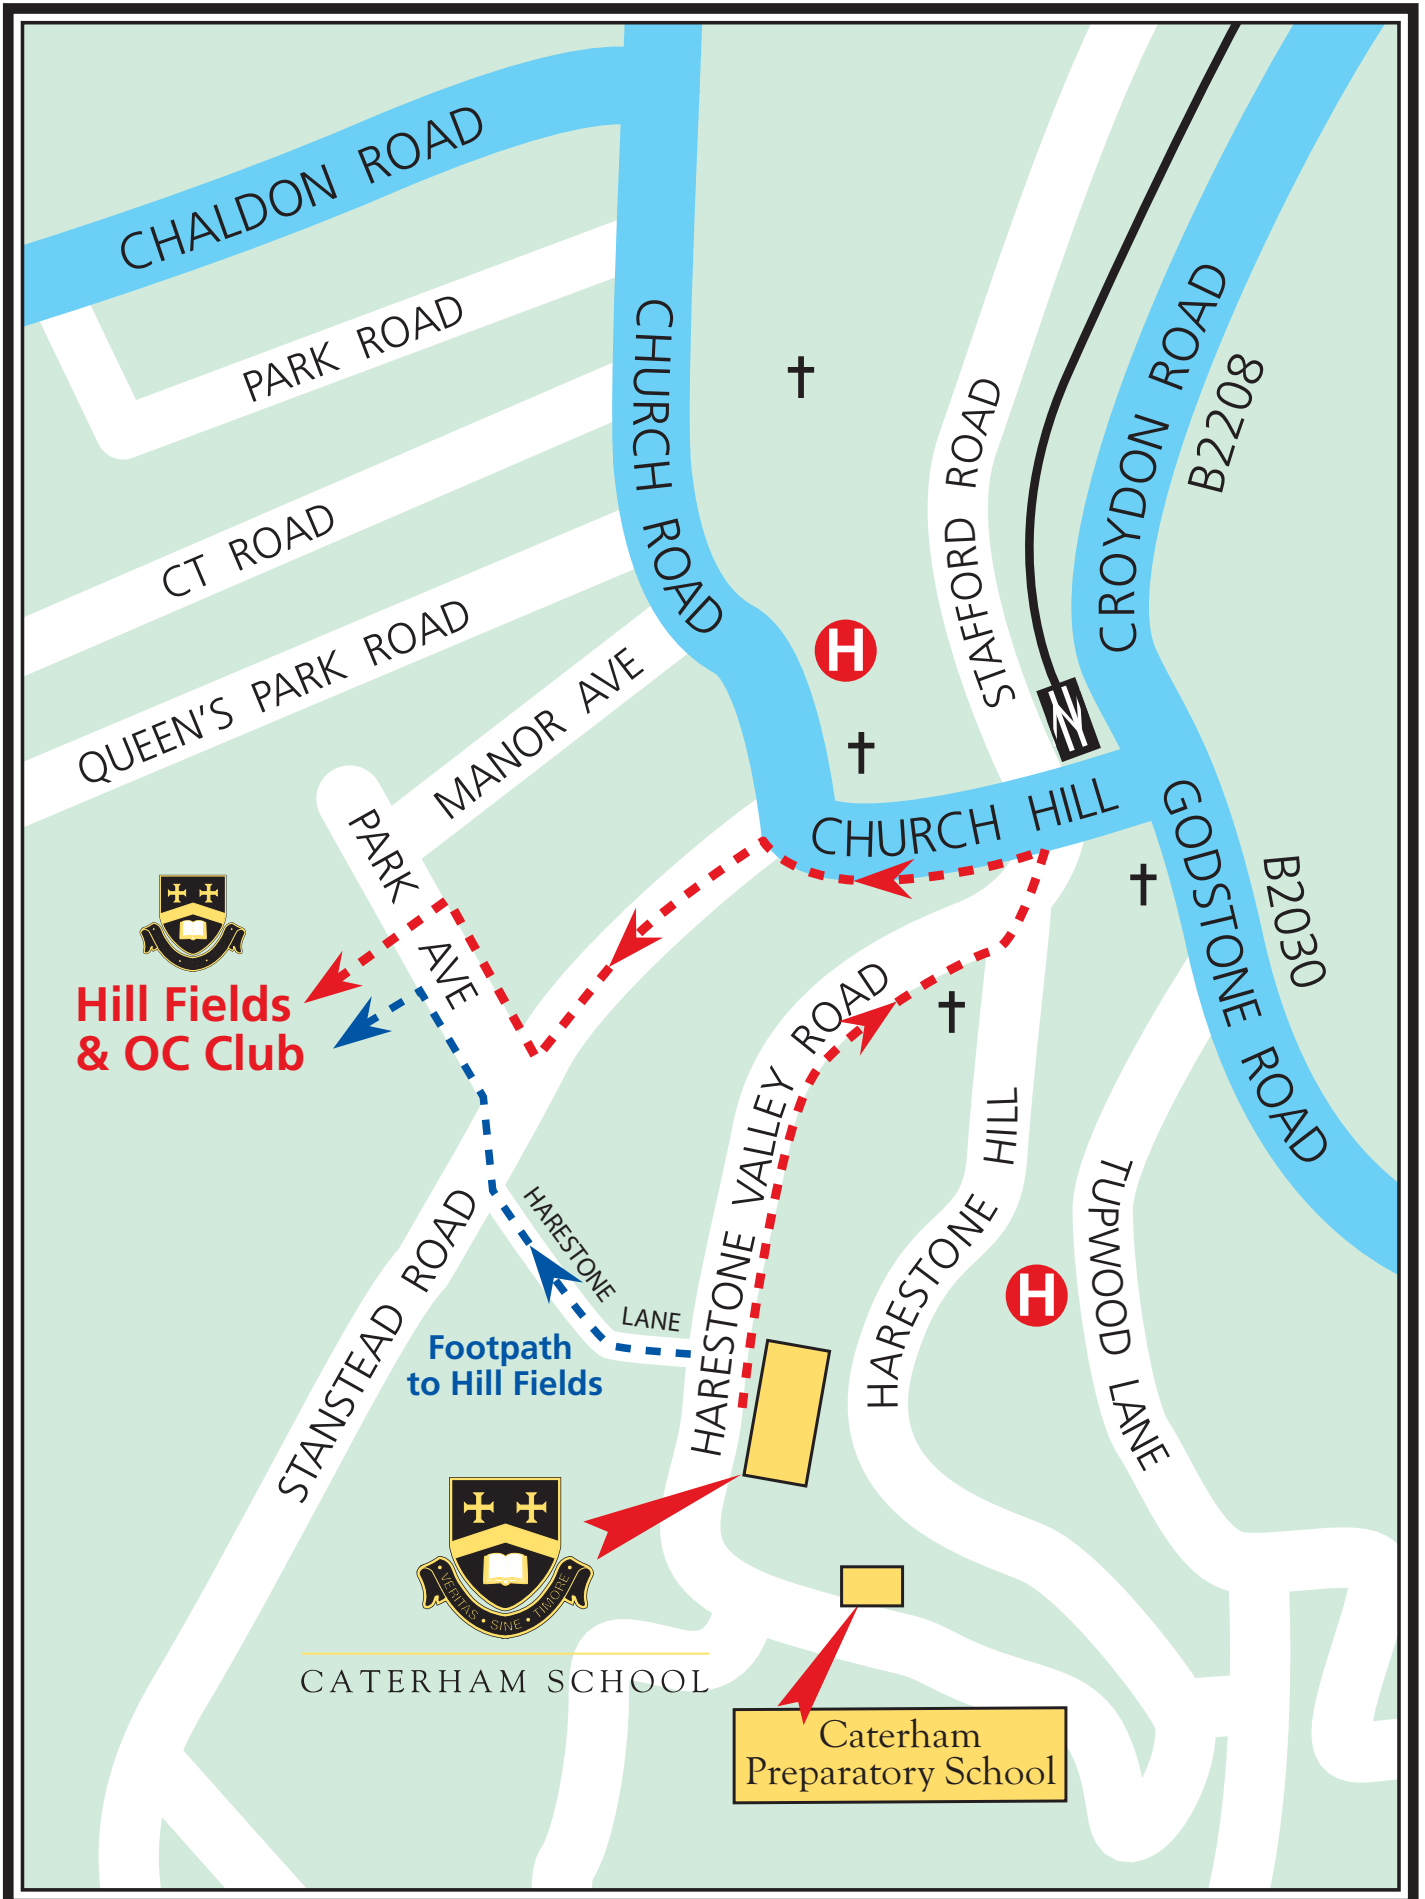 CHALDON ROAD
PARK ROAD
CHURCH ROAD
CROYDON ROAD
B2208
STAFFORD ROAD
CT ROAD
QUEEN'S PARK ROAD
MANOR AVE
H
CHURCH HILL
PARK AVE
GODSTONE ROAD
B2030
Hill Fields
& OC Club
HARESTONE VALLEY ROAD
HARESTONE HILL
TUPWOOD LANE
STANSTEAD ROAD
HARESTONE LANE
H
Footpath
to Hill Fields
VERITAS • SINE • TIMORE
CATERHAM SCHOOL
Caterham
Preparatory School